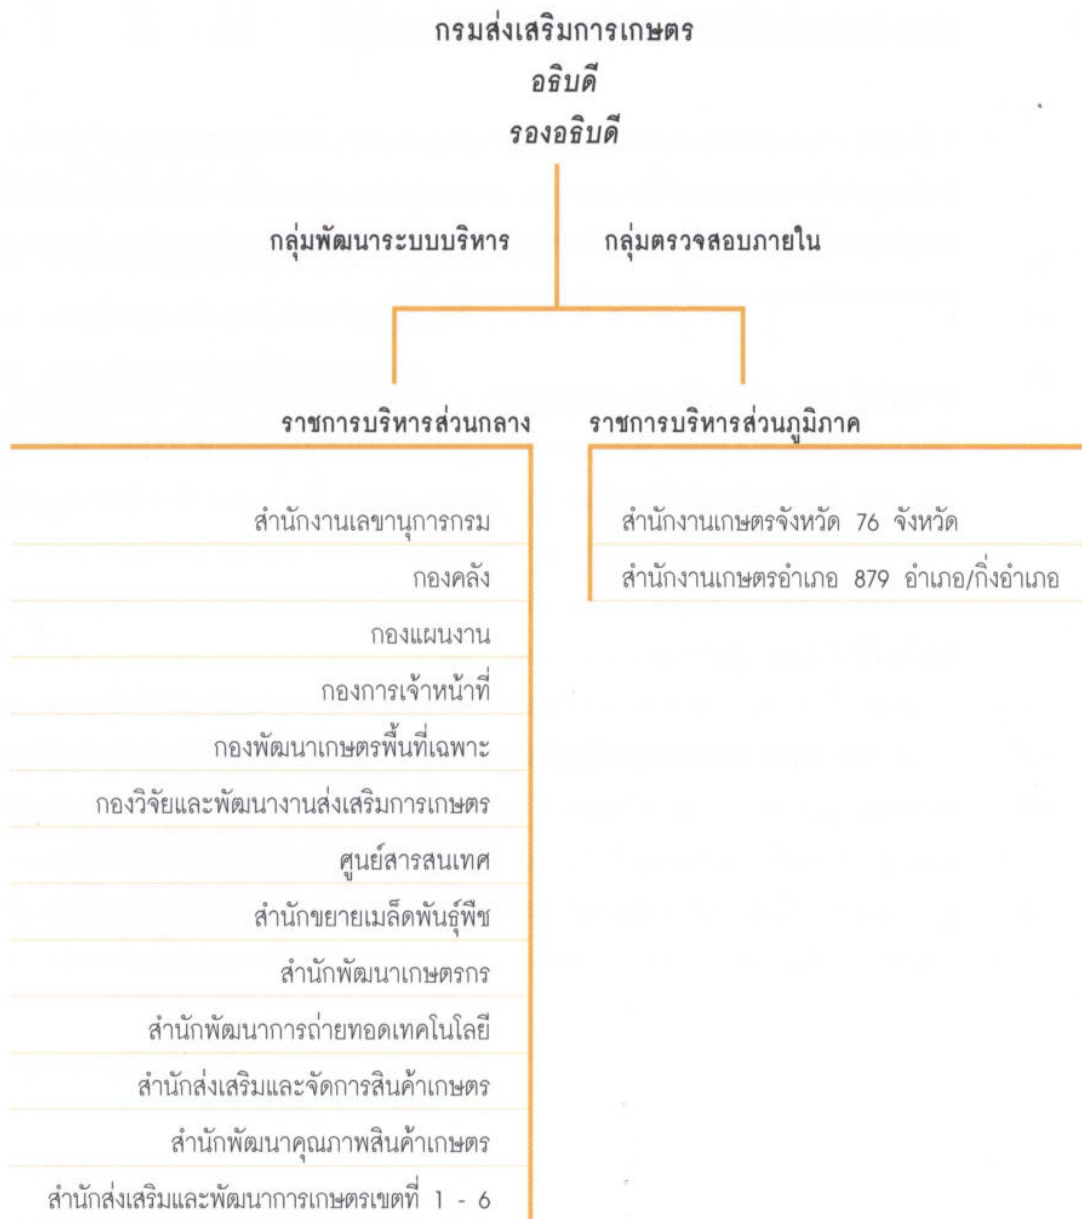 กรมส่งเสริมการเกษตร
อธิบดี
รองอธิบดี
กลุ่มพัฒนาระบบบริหาร
กลุ่มตรวจสอบภายใน
ราชการบริหารส่วนกลาง
สำนักงานเลขานุการกรม
กองคลัง
กองแผนงาน
กองการเจ้าหน้าที่
กองพัฒนาเกษตรพื้นที่เฉพาะ
กองวิจัยและพัฒนางานส่งเสริมการเกษตร
ศูนย์สารสนเทศ
สำนักขยายเมล็ดพันธุ์พืช
สำนักพัฒนาเกษตรกร
สำนักพัฒนาการถ่ายทอดเทคโนโลยี
สำนักส่งเสริมและจัดการสินค้าเกษตร
สำนักพัฒนาคุณภาพสินค้าเกษตร
สำนักส่งเสริมและพัฒนาการเกษตรเขตที่ 1 - 6
ราชการบริหารส่วนภูมิภาค
สำนักงานเกษตรจังหวัด 76 จังหวัด
สำนักงานเกษตรอำเภอ 879 อำเภอ/กิ่งอำเภอ